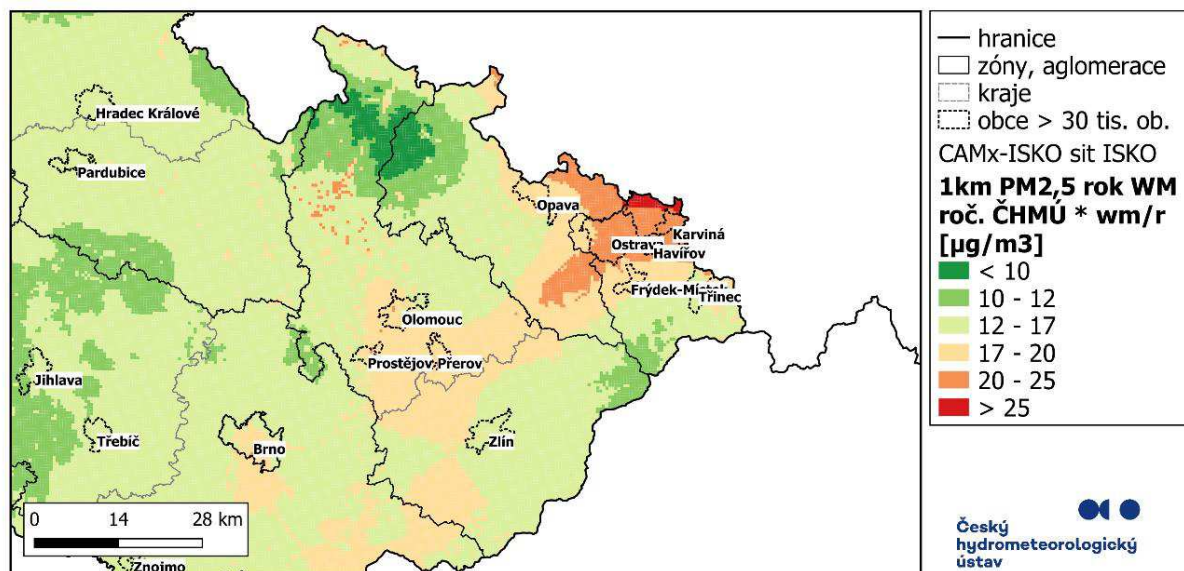 Hradec Králové
Pardubice
Opava
Karviná
Ostrava
Havířov
Frýdek-Místek
Třinec
Olomouc
Prostějov
Přerov
Jihlava
Třebíč
Brno
Zlín
0 14 28 km
Znojmo
hranice
zóny, aglomerace
kraje
obce > 30 tis. ob.
CAMx-ISKO sit ISKO
1km PM2,5 rok WM
roč. ČHMÚ * wm/r
[µg/m3]
< 10
10 - 12
12 - 17
17 - 20
20 - 25
> 25
Český
hydrometeorologický
ústav